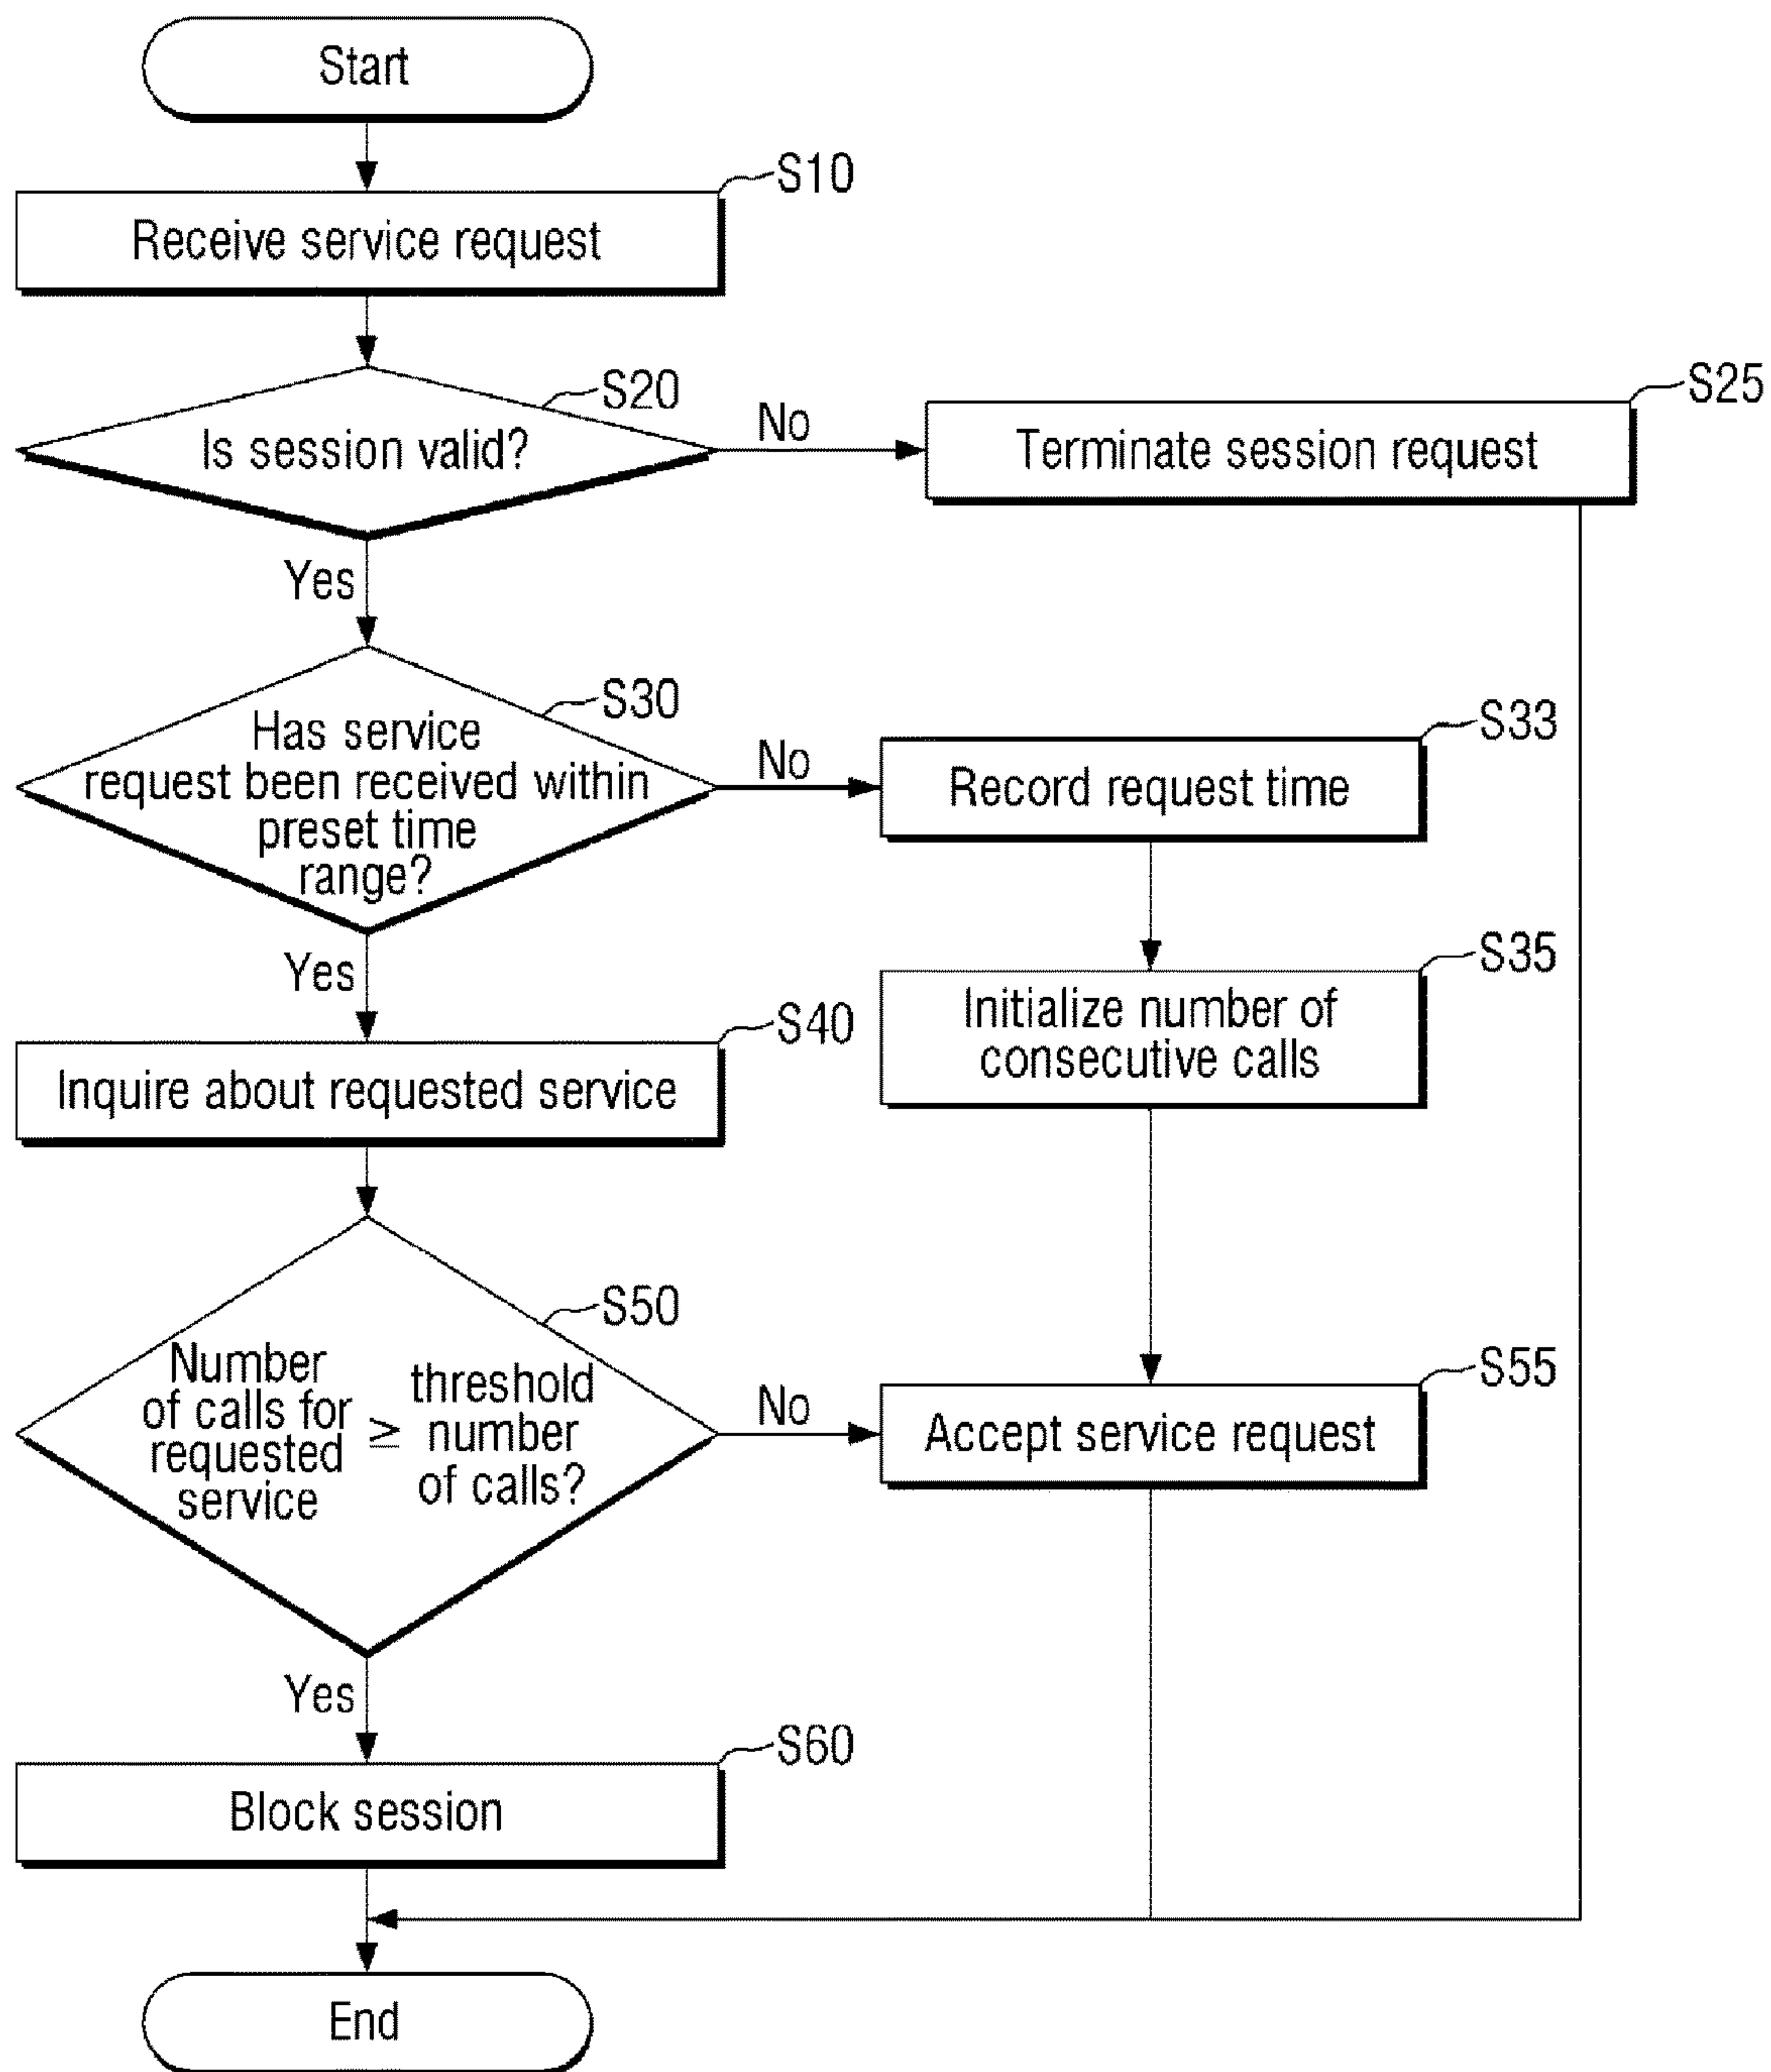 Start
S10
Receive service request
S20
Is session valid?
No
S25
Terminate session request
Yes
S30
Has service
request been received within
preset time
range?
No
S33
Record request time
Yes
S35
Initialize number of
consecutive calls
S40
Inquire about requested service
S50
Number
of calls for
requested
service
≥
threshold
number
of calls?
No
S55
Accept service request
Yes
S60
Block session
End